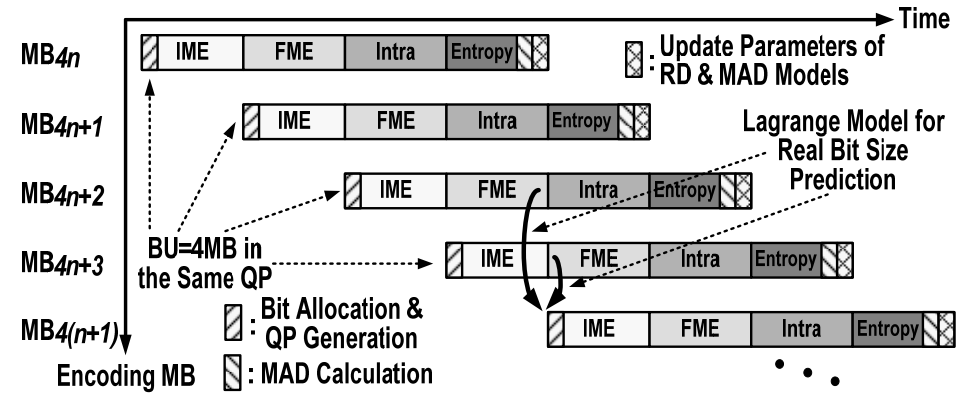 Time
MB4n
IME FME Intra Entropy
: Update Parameters of
RD & MAD Models
MB4n+1
IME FME Intra Entropy
Lagrange Model for
Real Bit Size
Prediction
MB4n+2
IME FME Intra Entropy
BU=4MB in
the Same QP
MB4n+3
IME FME Intra Entropy
: Bit Allocation &
QP Generation
MB4(n+1)
IME FME Intra Entropy
Encoding MB
: MAD Calculation